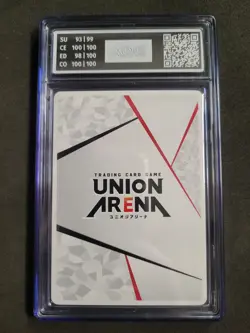 SU 93|99
CE 100|100
ED 98|100
CO 100|100
TRADING CARD GAME
UNION
ARENA
ユニオンアリーナ